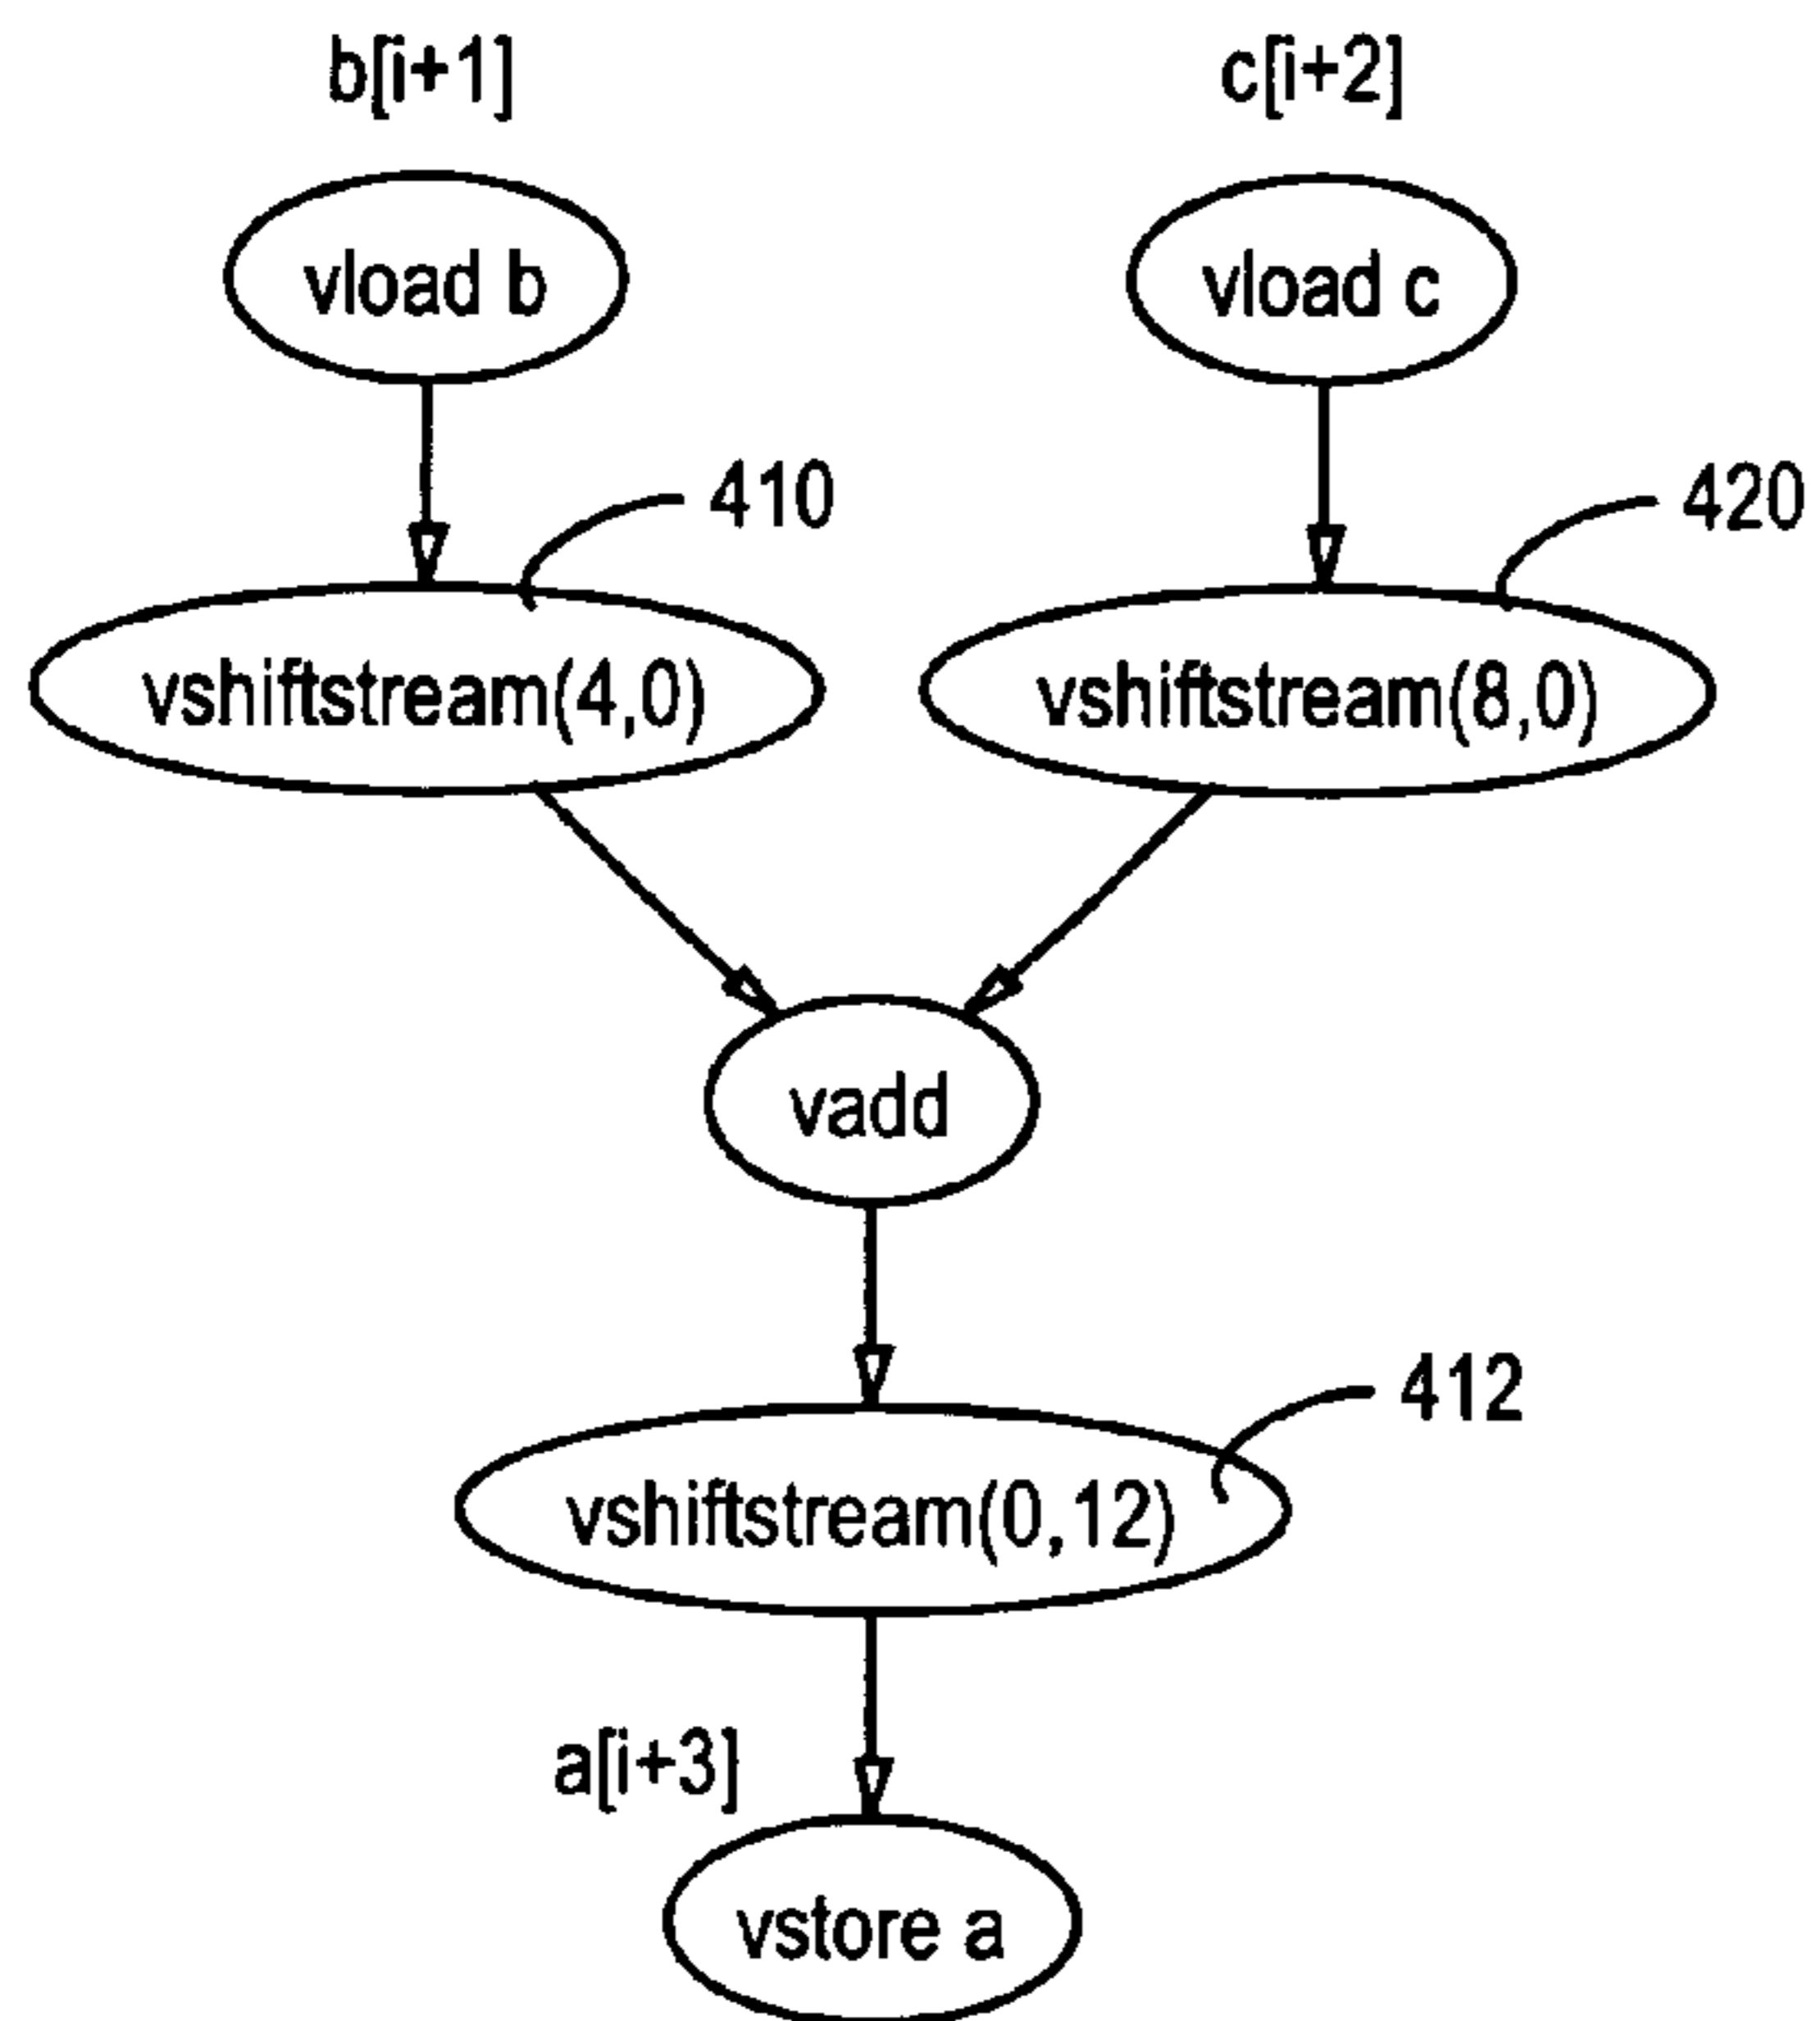 b[i+1]
c[i+2]
vload b
vload c
410
420
vshiftstream(4,0)
vshiftstream(8,0)
vadd
412
vshiftstream(0,12)
a[i+3]
vstore a